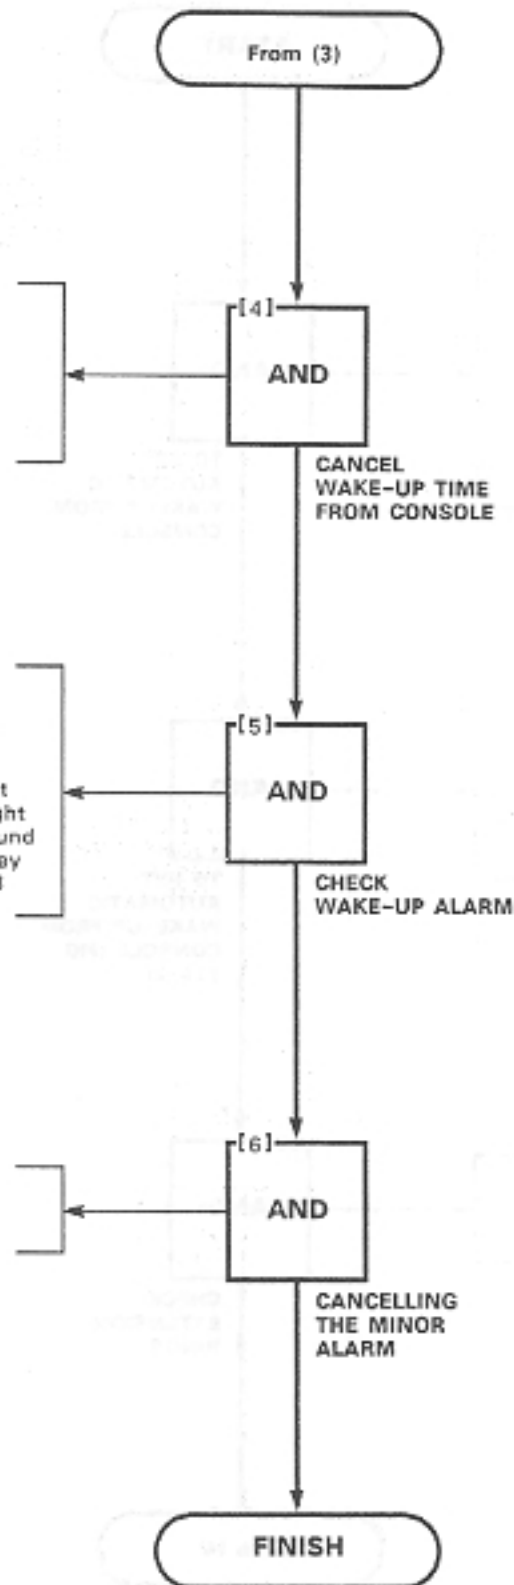 From (3)
[4]
AND
CANCEL
WAKE-UP TIME
FROM CONSOLE
[5]
AND
CHECK
WAKE-UP ALARM
[6]
AND
CANCELLING
THE MINOR
ALARM
FINISH